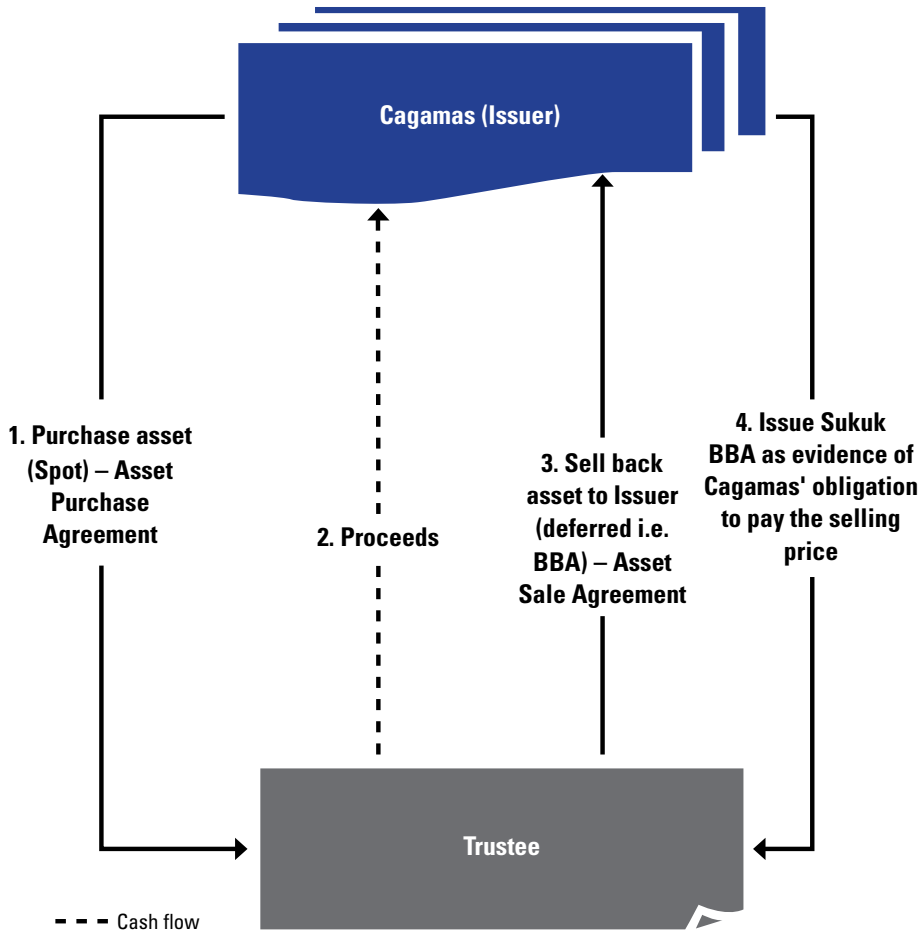 Cagamas (Issuer)
1. Purchase asset
(Spot) – Asset
Purchase
Agreement
2. Proceeds
3. Sell back
asset to Issuer
(deferred i.e.
BBA) – Asset
Sale Agreement
4. Issue Sukuk
BBA as evidence of
Cagamas' obligation
to pay the selling
price
Trustee
Cash flow